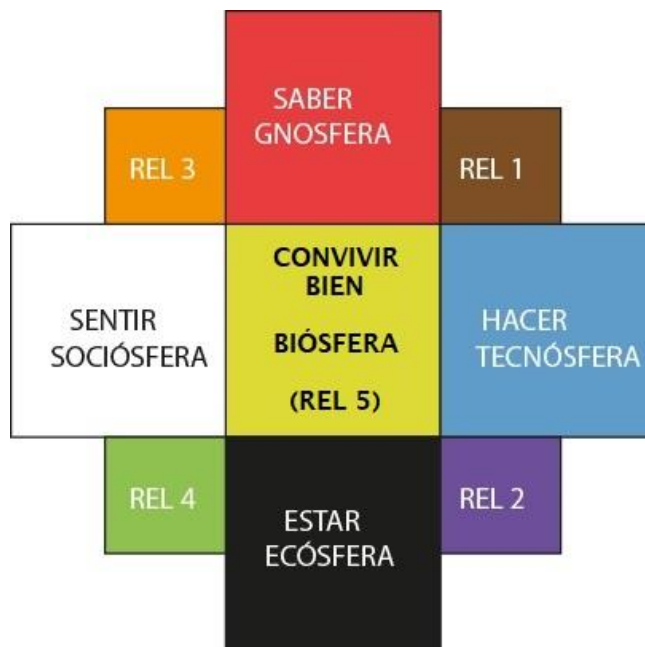 SABER
GNOSFERA
REL 3
REL 1
CONVIVIR
BIEN
BIÓSFERA
(REL 5)
SENTIR
SOCIÓSFERA
HACER
TECNÓSFERA
REL 4
REL 2
ESTAR
ECÓSFERA